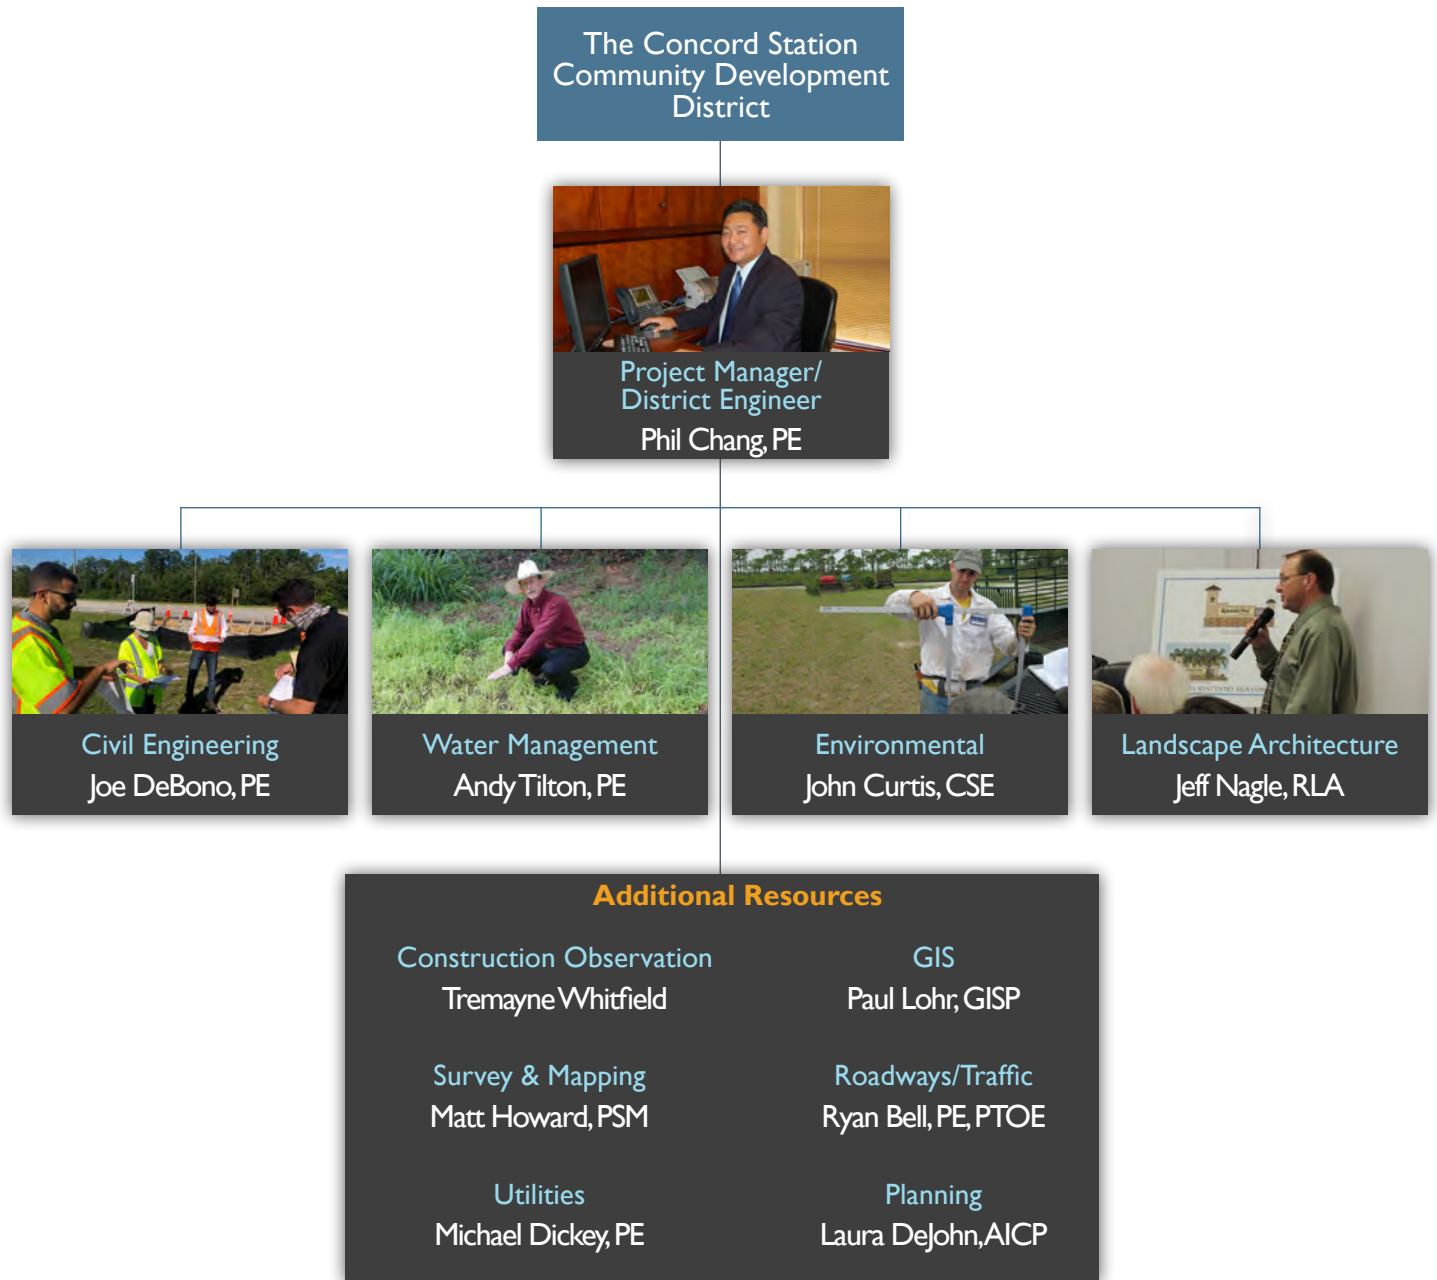 The Concord Station
Community Development
District
Project Manager/
District Engineer
Phil Chang, PE
Civil Engineering
Joe DeBono, PE
Water Management
Andy Tilton, PE
Environmental
John Curtis, CSE
Landscape Architecture
Jeff Nagle, RLA
Additional Resources
Construction Observation
Tremayne Whitfield
GIS
Paul Lohr, GISP
Survey & Mapping
Matt Howard, PSM
Roadways/Traffic
Ryan Bell, PE, PTOE
Utilities
Michael Dickey, PE
Planning
Laura DeJohn, AICP